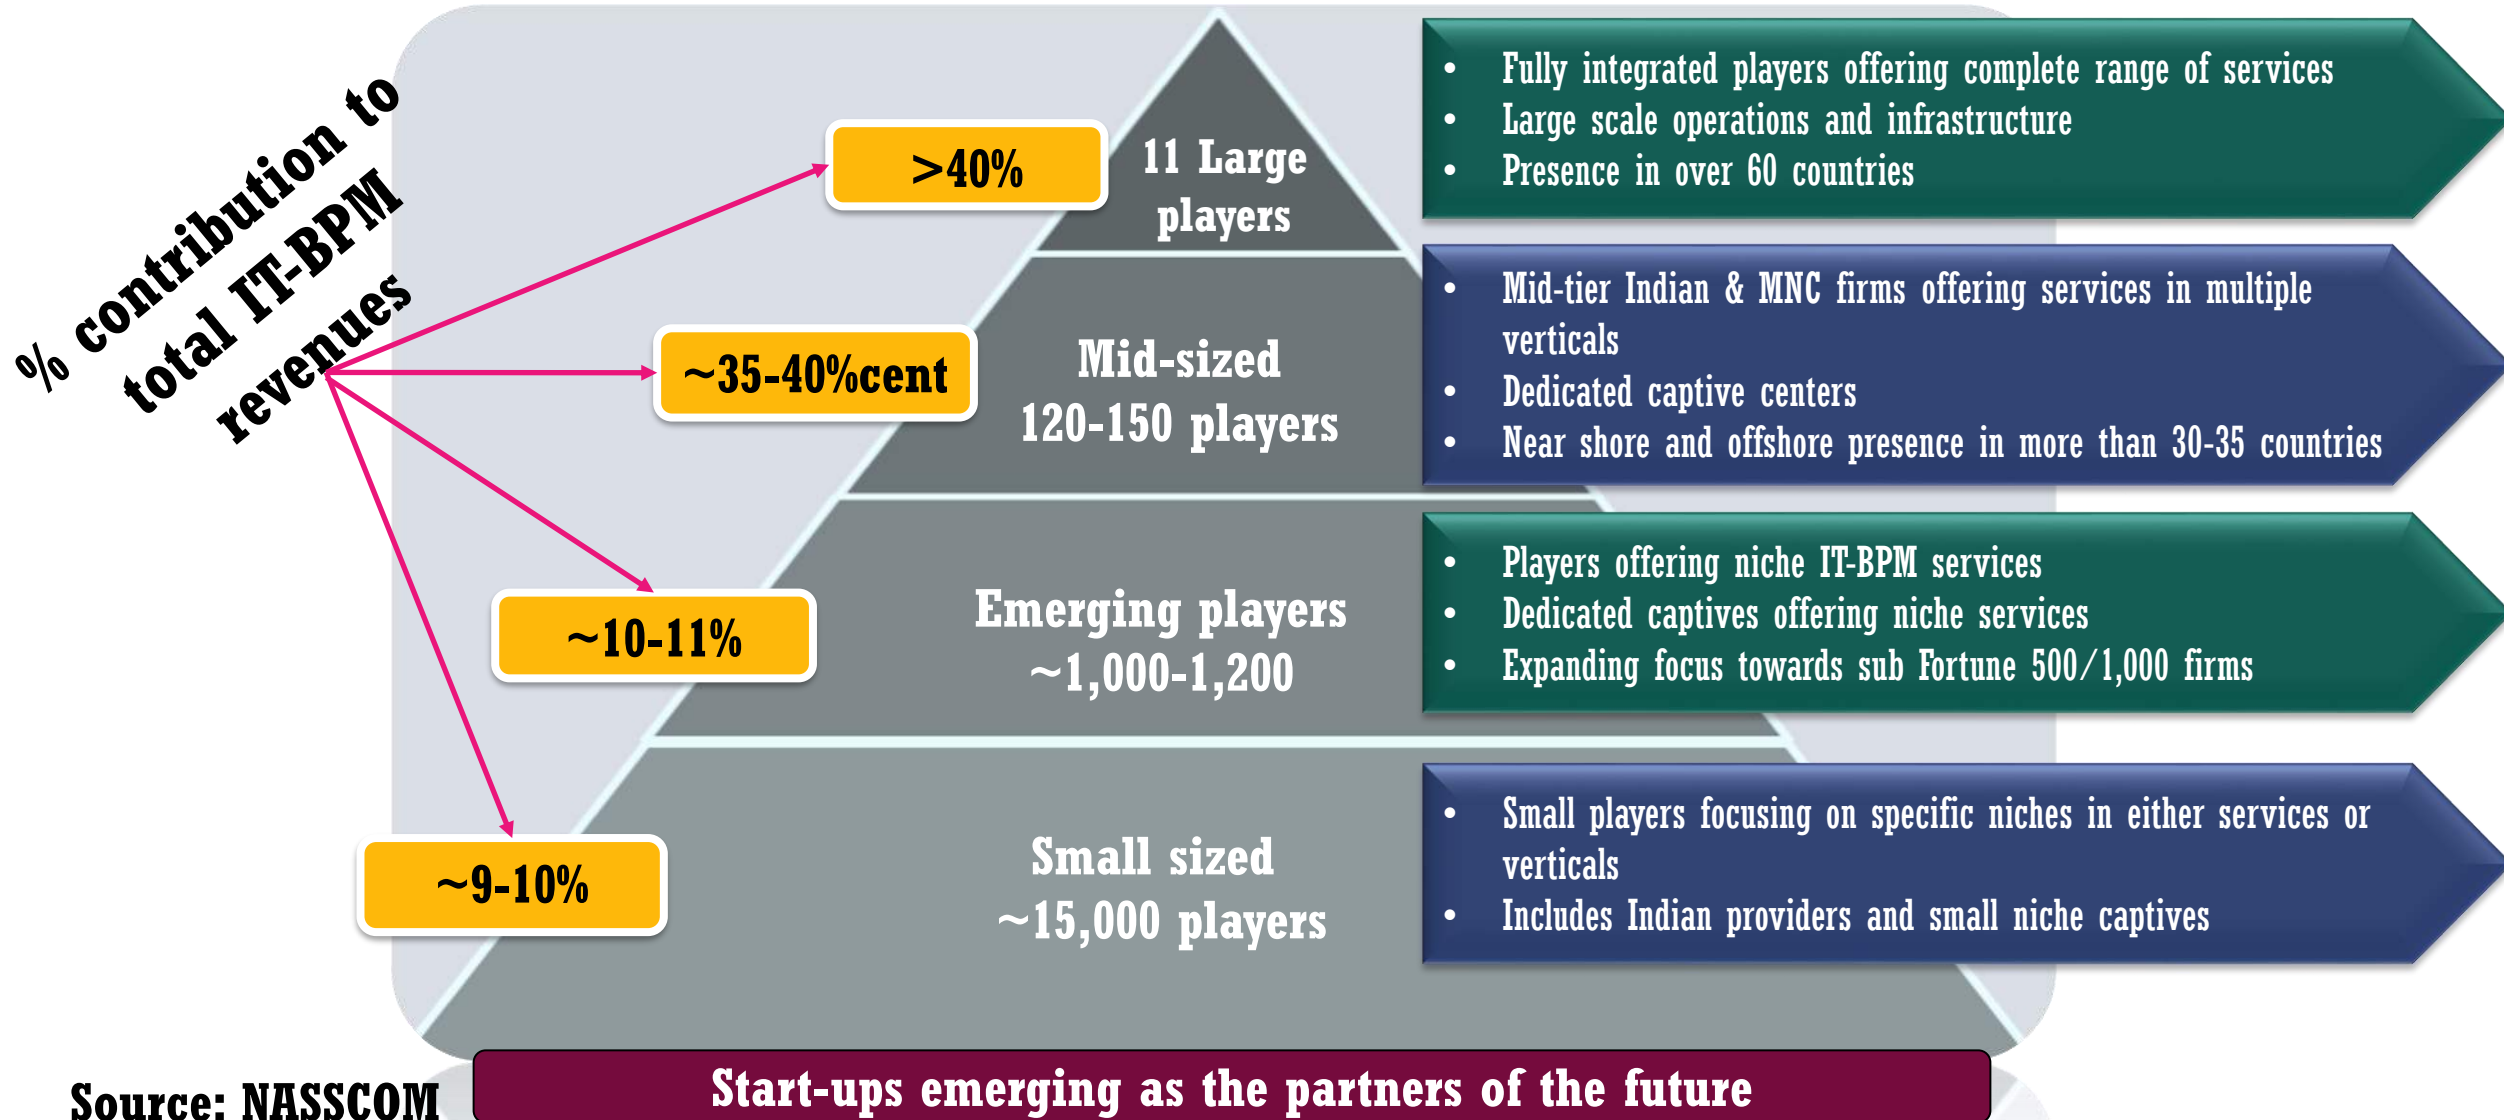 % contribution to
total IT-BPM
revenues
>40%
11 Large
players
• Fully integrated players offering complete range of services
• Large scale operations and infrastructure
• Presence in over 60 countries
~35-40%cent
Mid-sized
120-150 players
• Mid-tier Indian & MNC firms offering services in multiple
verticals
• Dedicated captive centers
• Near shore and offshore presence in more than 30-35 countries
~10-11%
Emerging players
~1,000-1,200
• Players offering niche IT-BPM services
• Dedicated captives offering niche services
• Expanding focus towards sub Fortune 500/1,000 firms
~9-10%
Small sized
~15,000 players
• Small players focusing on specific niches in either services or
verticals
• Includes Indian providers and small niche captives
Start-ups emerging as the partners of the future
Source: NASSCOM